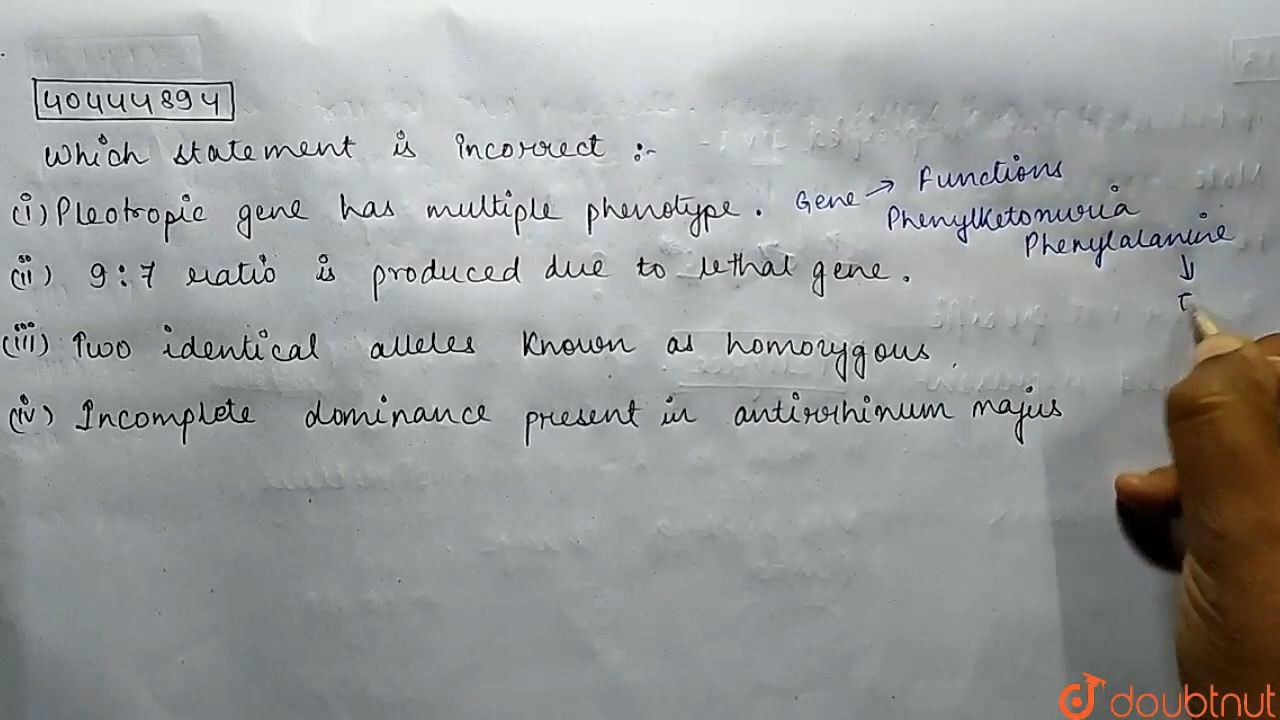 40444894
Which statement is incorrect :-
(i) Pleotropic gene has multiple phenotype. Gene → Functions
Phenylketonuria
Phenylalanine
↓
(ii) 9:7 ratio is produced due to lethal gene.
(iii) Two identical alleles known as homozygous.
(iv) Incomplete dominance present in antirrhinum majus
doubtnut